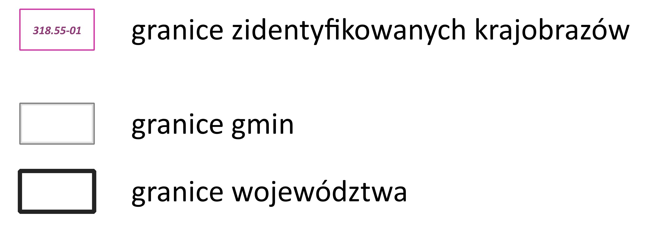 318.55-01 granice zidentyfikowanych krajobrazów
granice gmin
granice województwa